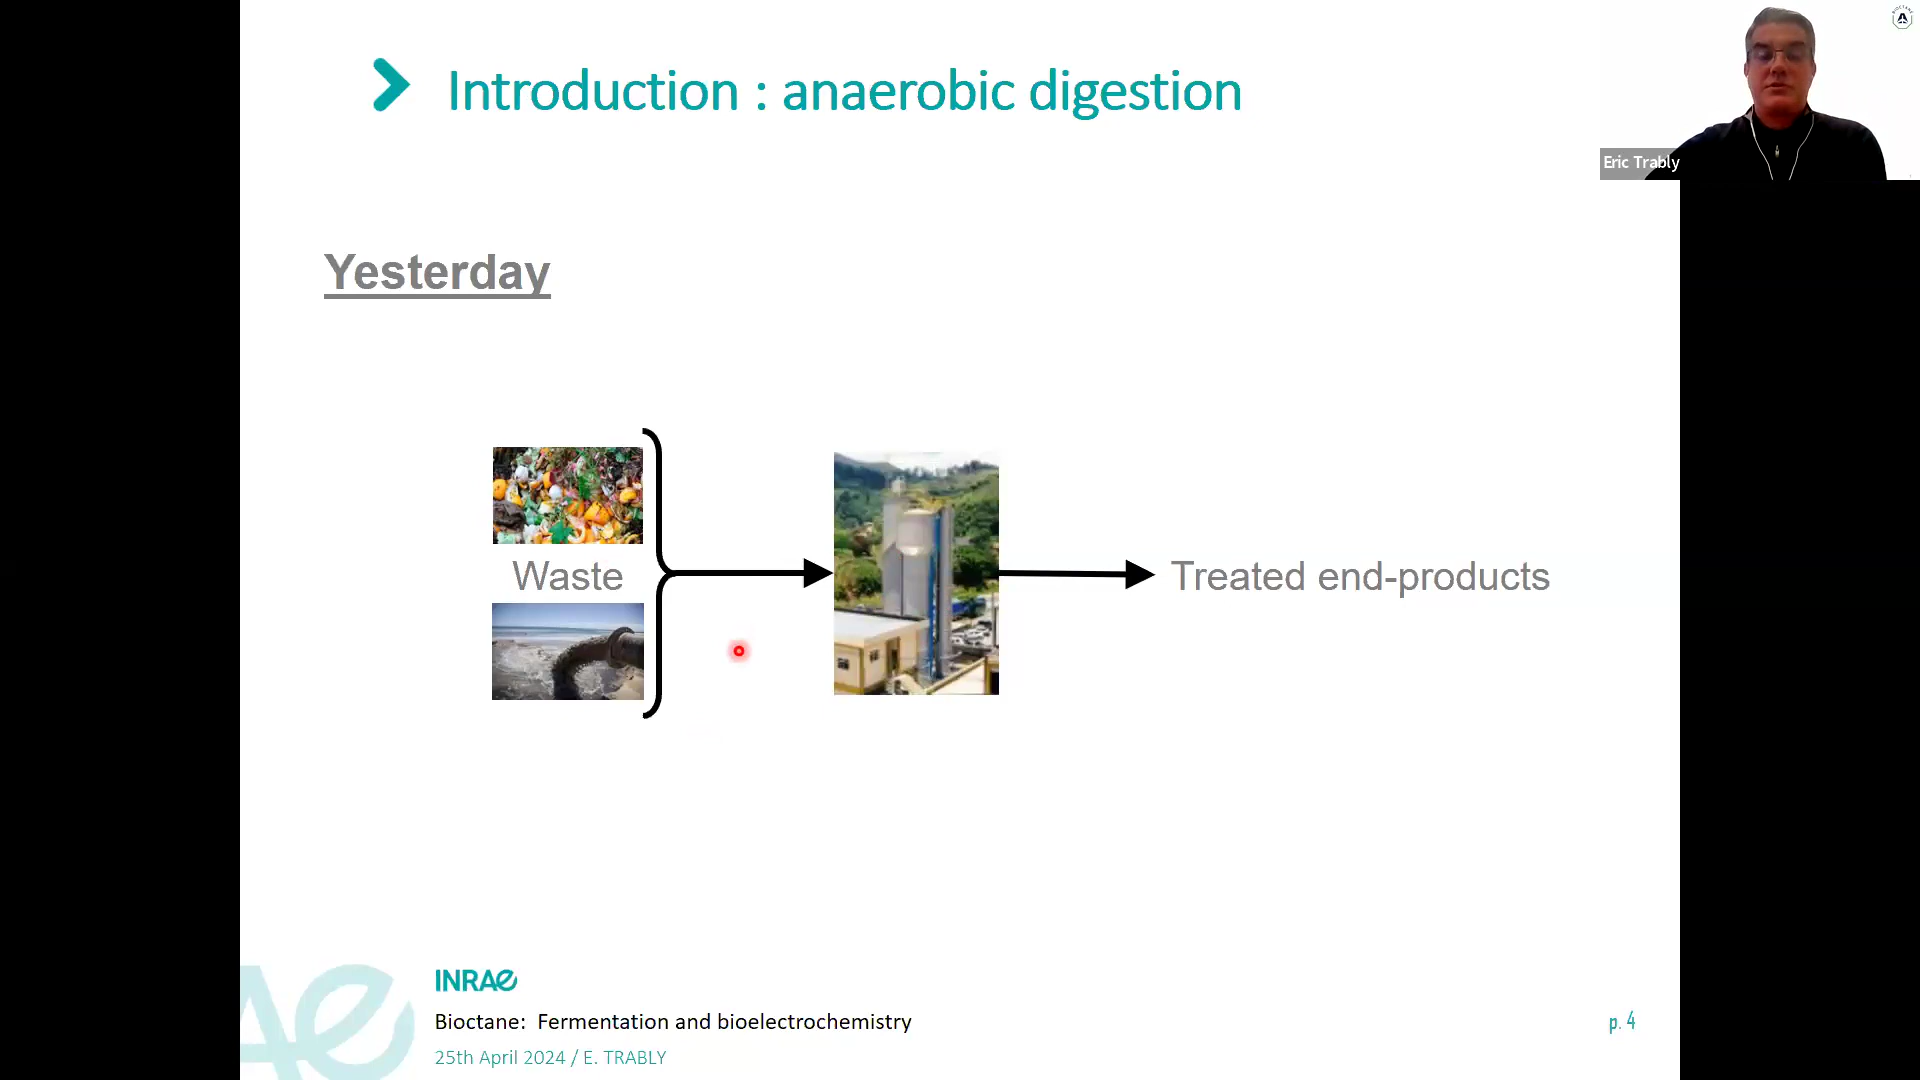 Introduction : anaerobic digestion
Eric Trably
Yesterday
Waste
Treated end-products
INRAE
Bioctane: Fermentation and bioelectrochemistry
25th April 2024 / E. TRABLY
p. 4